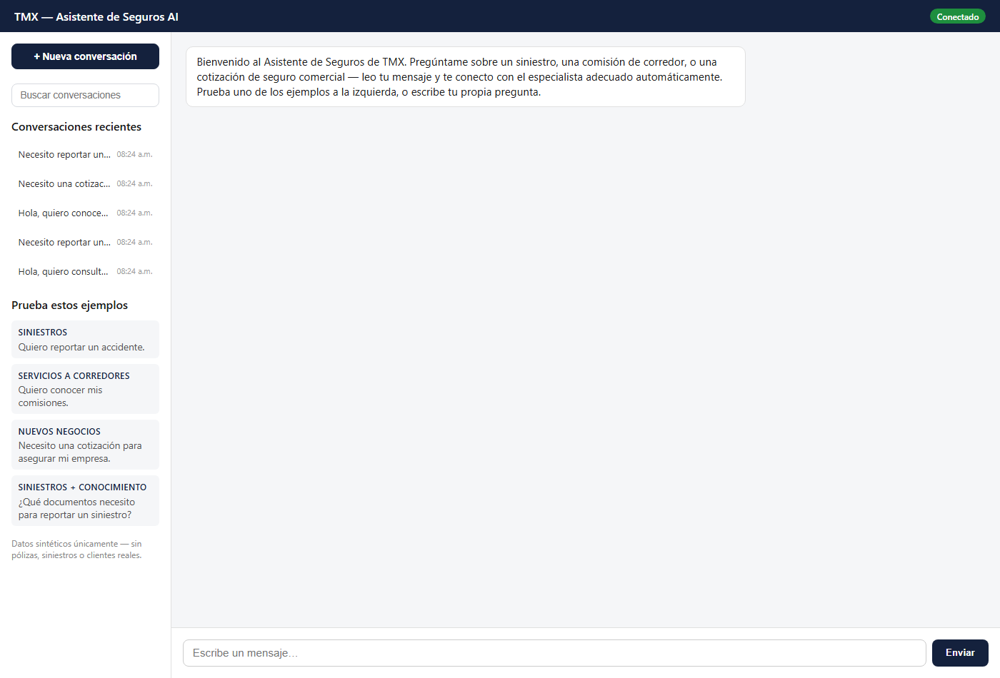 TMX — Asistente de Seguros AI
Conectado
+ Nueva conversación
Buscar conversaciones
Conversaciones recientes
Necesito reportar un... 08:24 a.m.
Necesito una cotizac... 08:24 a.m.
Hola, quiero conoce... 08:24 a.m.
Necesito reportar un... 08:24 a.m.
Hola, quiero consult... 08:24 a.m.
Prueba estos ejemplos
SINIESTROS
Quiero reportar un accidente.
SERVICIOS A CORREDORES
Quiero conocer mis
comisiones.
NUEVOS NEGOCIOS
Necesito una cotización para
asegurar mi empresa.
SINIESTROS + CONOCIMIENTO
¿Qué documentos necesito
para reportar un siniestro?
Datos sintéticos únicamente — sin
pólizas, siniestros o clientes reales.
Bienvenido al Asistente de Seguros de TMX. Pregúntame sobre un siniestro, una comisión de corredor, o una
cotización de seguro comercial — leo tu mensaje y te conecto con el especialista adecuado automáticamente.
Prueba uno de los ejemplos a la izquierda, o escribe tu propia pregunta.
Escribe un mensaje...
Enviar